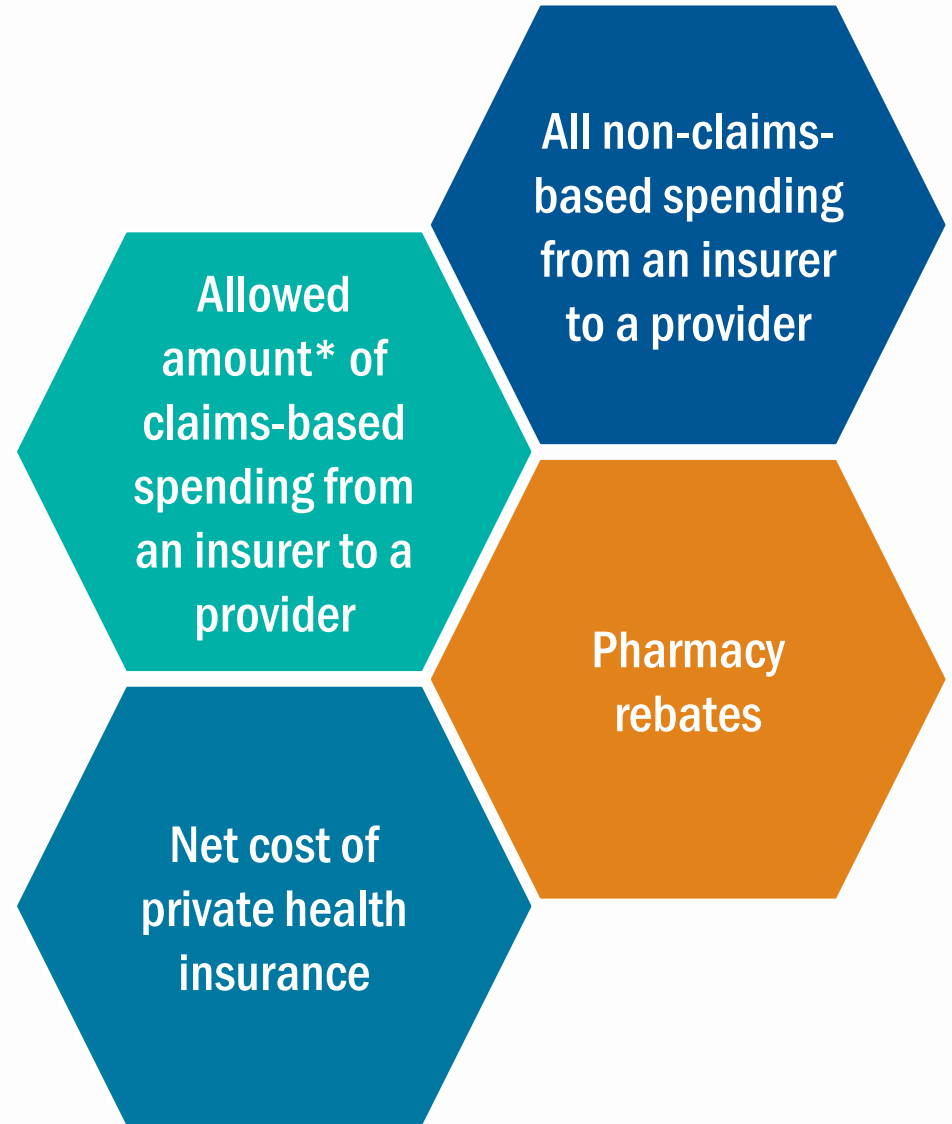 All non-claims-
based spending
from an insurer
to a provider
Allowed
amount* of
claims-based
spending from
an insurer to a
provider
Pharmacy
rebates
Net cost of
private health
insurance